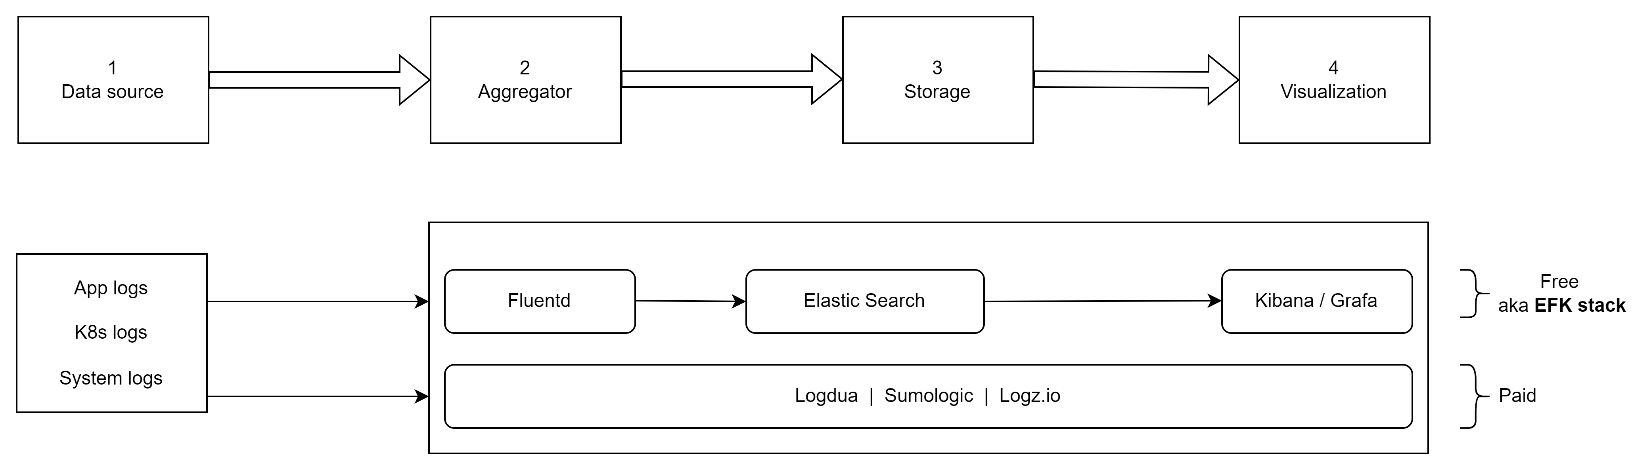 1
Data source
2
Aggregator
3
Storage
4
Visualization
App logs
K8s logs
System logs
Fluentd
Elastic Search
Kibana / Grafa
Free
aka EFK stack
Logdua | Sumologic | Logz.io
Paid